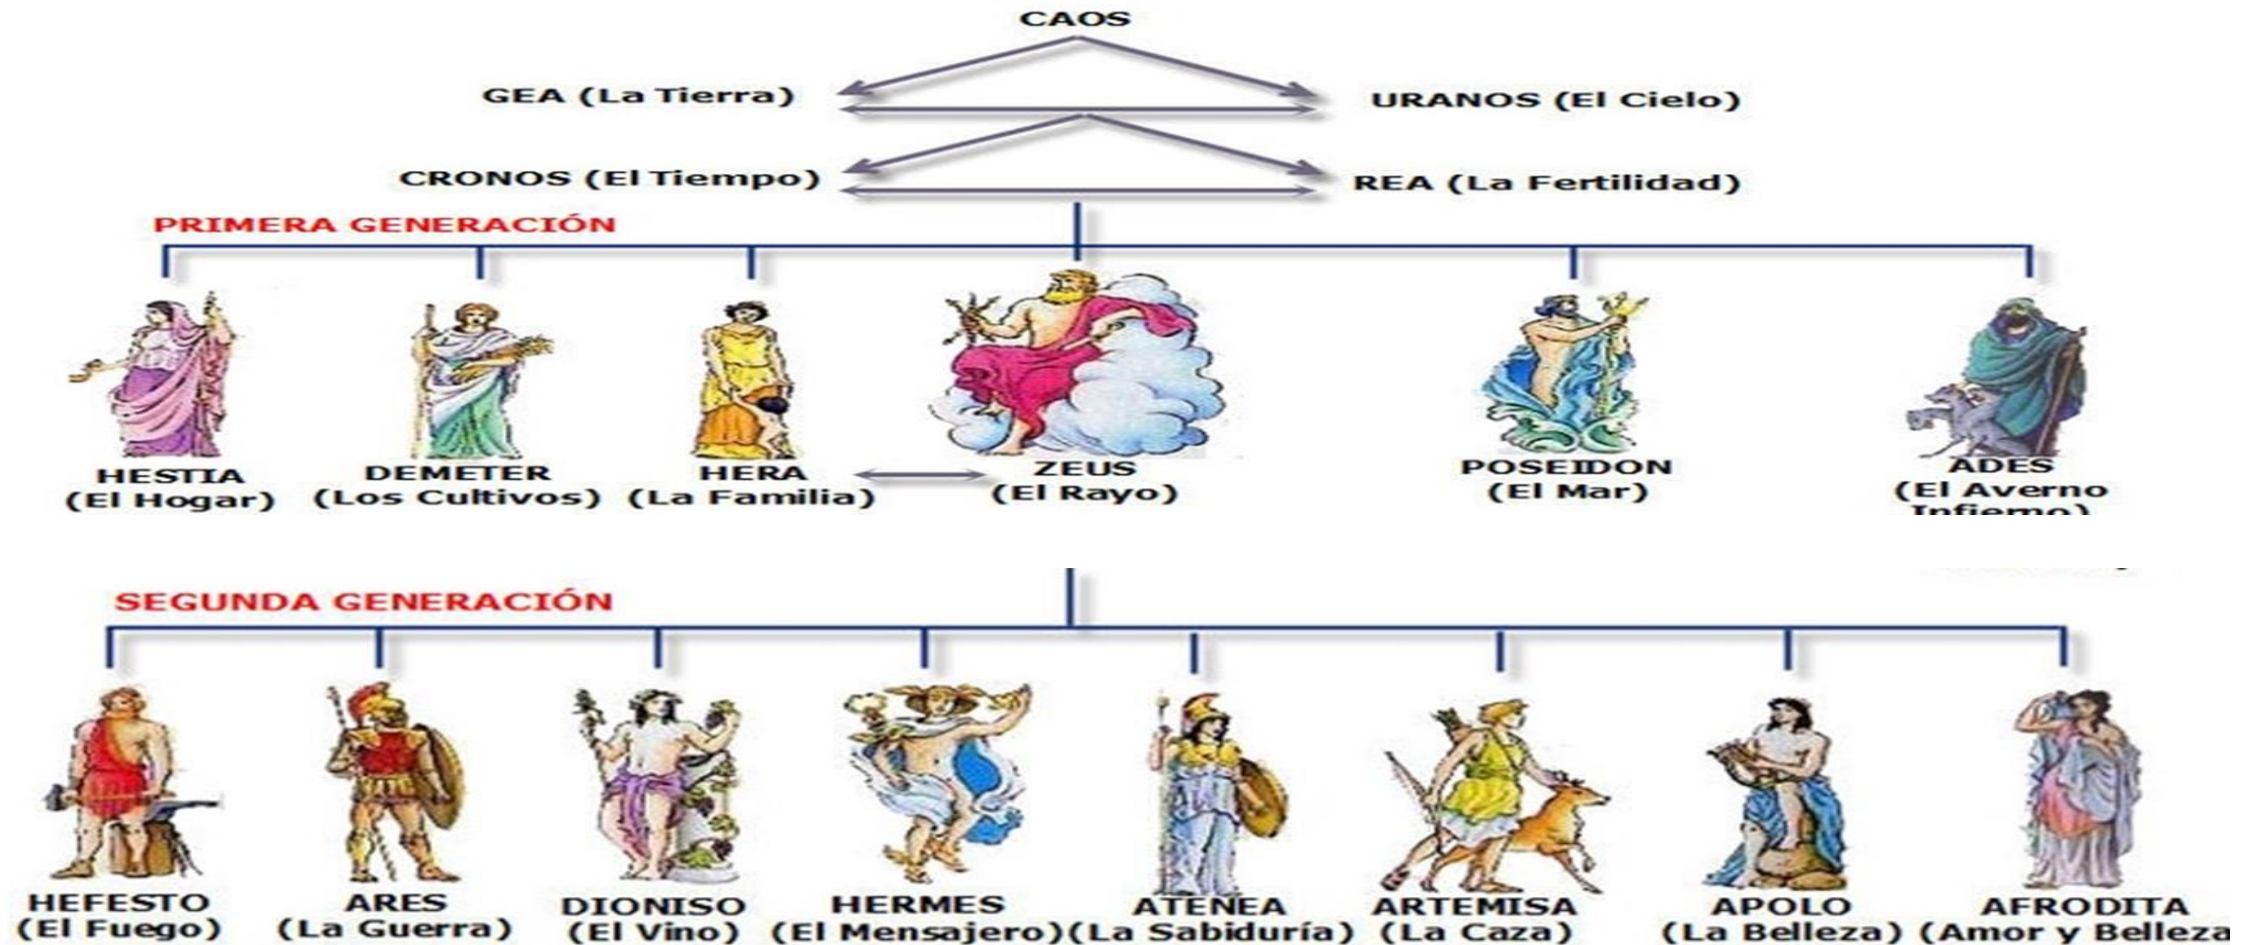 CAOS
GEA (La Tierra)
URANOS (El Cielo)
CRONOS (El Tiempo)
REA (La Fertilidad)
PRIMERA GENERACIÓN
HESTIA
(El Hogar)
DEMETER
(Los Cultivos)
HERA
(La Familia)
ZEUS
(El Rayo)
POSEIDON
(El Mar)
ADES
(El Averno
Infierno)
SEGUNDA GENERACIÓN
HEFESTO
(El Fuego)
ARES
(La Guerra)
DIONISO
(El Vino)
HERMES
(El Mensajero)
ATENEA
(La Sabiduría)
ARTEMISA
(La Caza)
APOLO
(La Belleza)
AFRODITA
(Amor y Belleza